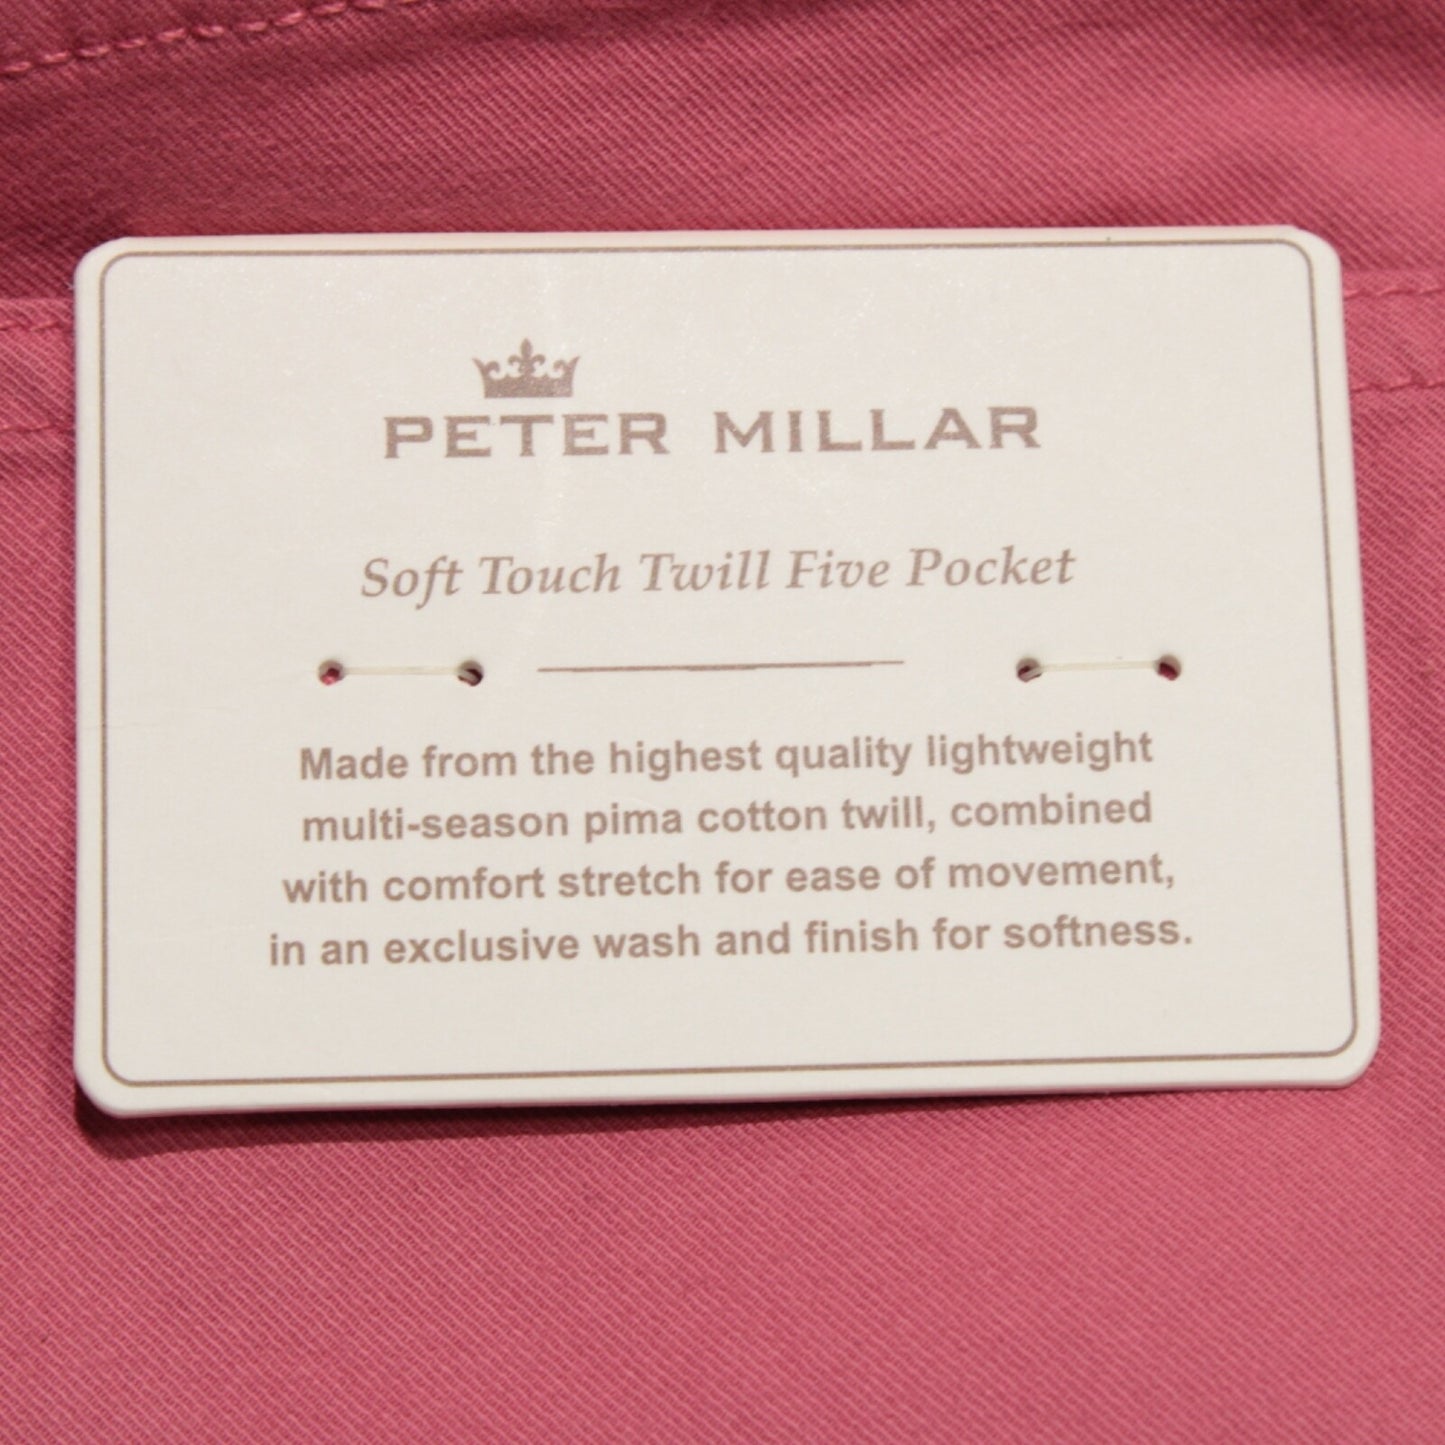 PETER MILLAR
Soft Touch Twill Five Pocket
Made from the highest quality lightweight
multi-season pima cotton twill, combined
with comfort stretch for ease of movement,
in an exclusive wash and finish for softness.